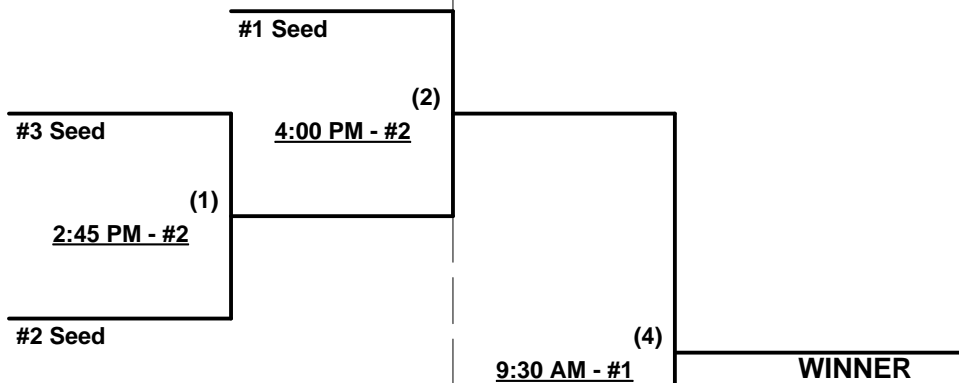 #1 Seed
(2)
#3 Seed
4:00 PM - #2
(1)
2:45 PM - #2
#2 Seed
(4)
9:30 AM - #1
WINNER